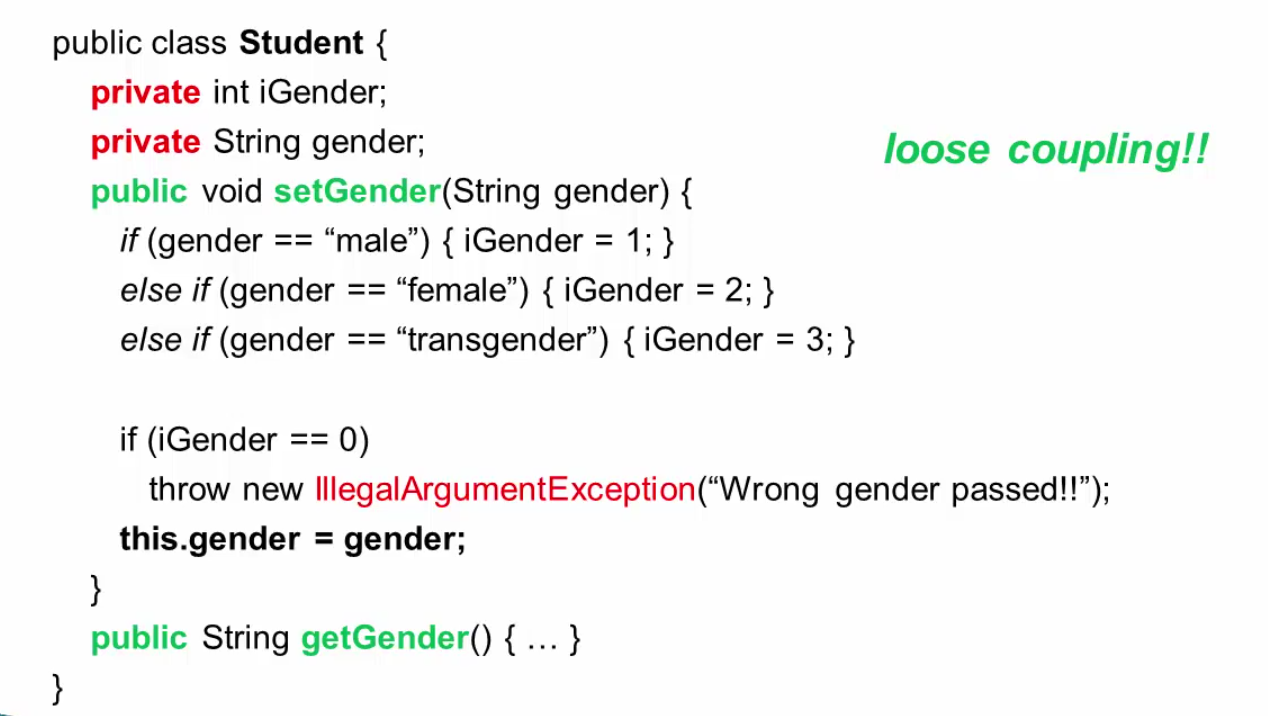 public class Student {
private int iGender;
private String gender;
loose coupling!!
public void setGender(String gender) {
if (gender == “male”) { iGender = 1; }
else if (gender == “female”) { iGender = 2; }
else if (gender == “transgender”) { iGender = 3; }
if (iGender == 0)
throw new IllegalArgumentException(“Wrong gender passed!!”);
this.gender = gender;
}
public String getGender() { … }
}